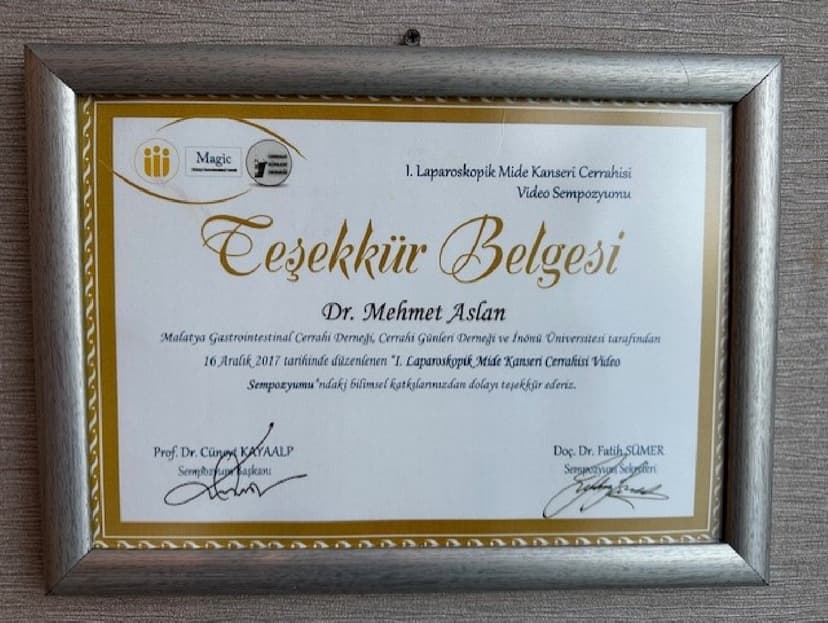 Magic
1. Laparoskopik Mide Kanseri Cerrahisi
Video Sempozyumu
Teşekkür Belgesi
Dr. Mehmet Aslan
Malatya Gastrointestinal Cerrahi Derneği, Cerrahi Günleri Derneği ve İnönü Üniversitesi tarafından
16 Aralık 2017 tarihinde düzenlenen "1. Laparoskopik Mide Kanseri Cerrahisi Video
Sempozyumu"ndaki bilimsel katkılarınızdan dolayı teşekkür ederiz.
Prof. Dr. Cüneyt KAYAALP
Sempozyum Başkanı
Doç. Dr. Fatih SÜMER
Sempozyum Sekreteri